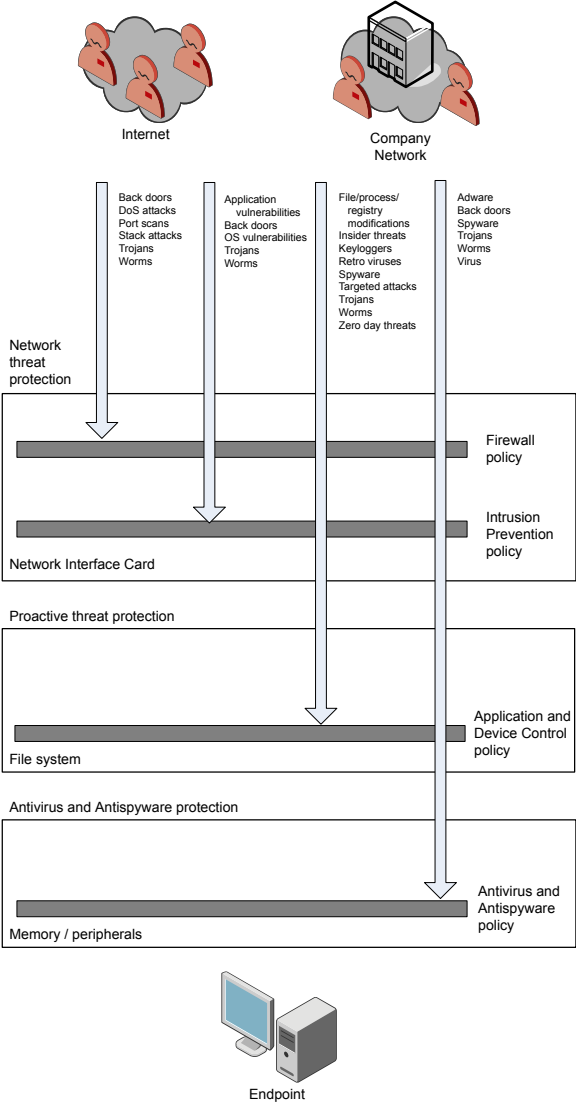 Internet
Company
Network
Back doors
DoS attacks
Port scans
Stack attacks
Trojans
Worms
Application
vulnerabilities
Back doors
OS vulnerabilities
Trojans
Worms
File/process/
registry
modifications
Insider threats
Keyloggers
Retro viruses
Spyware
Targeted attacks
Trojans
Worms
Zero day threats
Adware
Back doors
Spyware
Trojans
Worms
Virus
Network
threat
protection
Firewall
policy
Intrusion
Prevention
policy
Network Interface Card
Proactive threat protection
Application and
Device Control
policy
File system
Antivirus and Antispyware protection
Antivirus and
Antispyware
policy
Memory / peripherals
Endpoint